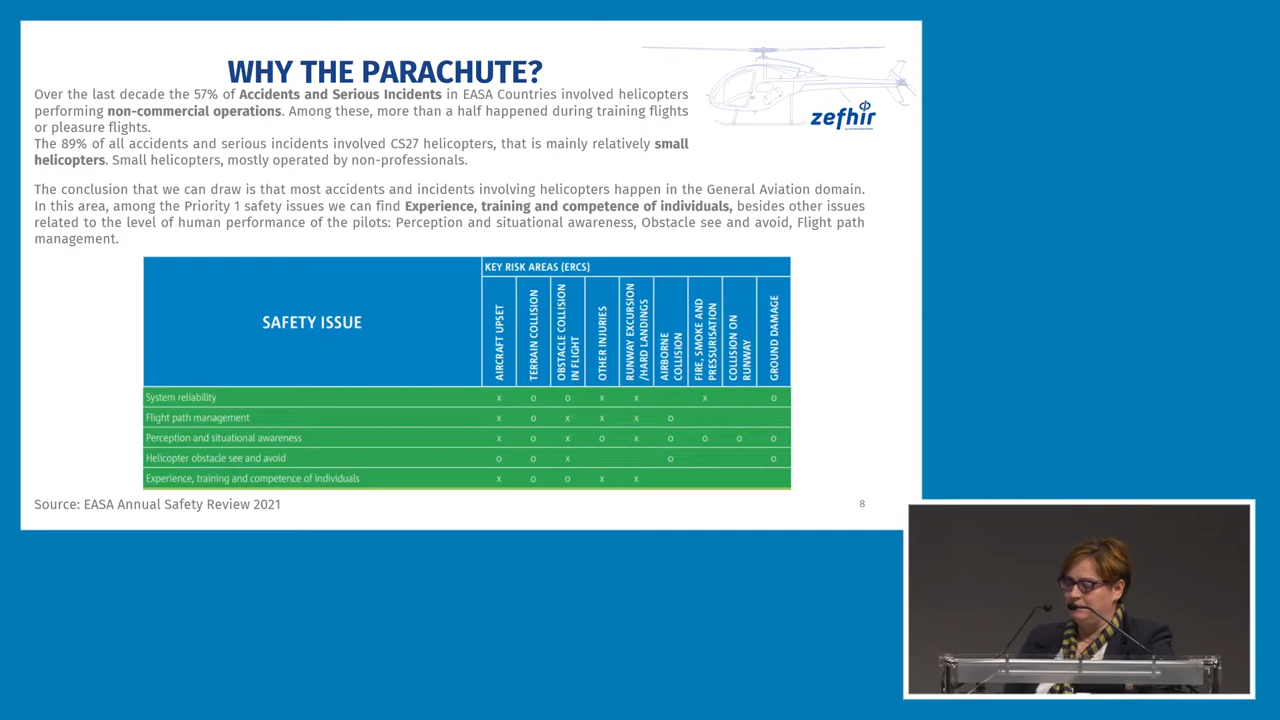 WHY THE PARACHUTE?
Over the last decade the 57% of Accidents and Serious Incidents in EASA Countries involved helicopters
performing non-commercial operations. Among these, more than a half happened during training flights
or pleasure flights.
The 89% of all accidents and serious incidents involved CS27 helicopters, that is mainly relatively small
helicopters. Small helicopters, mostly operated by non-professionals.
zefhir
The conclusion that we can draw is that most accidents and incidents involving helicopters happen in the General Aviation domain.
In this area, among the Priority 1 safety issues we can find Experience, training and competence of individuals, besides other issues
related to the level of human performance of the pilots: Perception and situational awareness, Obstacle see and avoid, Flight path
management.
SAFETY ISSUE
KEY RISK AREAS (ERCS)
AIRCRAFT UPSET
TERRAIN COLLISION
OBSTACLE COLLISION
IN FLIGHT
OTHER INJURIES
RUNWAY EXCURSION
/HARD LANDINGS
AIRBORNE
COLLISION
FIRE, SMOKE AND
PRESSURISATION
COLLISION ON
RUNWAY
GROUND DAMAGE
System reliability x o o x x x o
Flight path management x o x x x o
Perception and situational awareness x o x o x o o o o
Helicopter obstacle see and avoid o o x o o
Experience, training and competence of individuals x o o x x
Source: EASA Annual Safety Review 2021
8